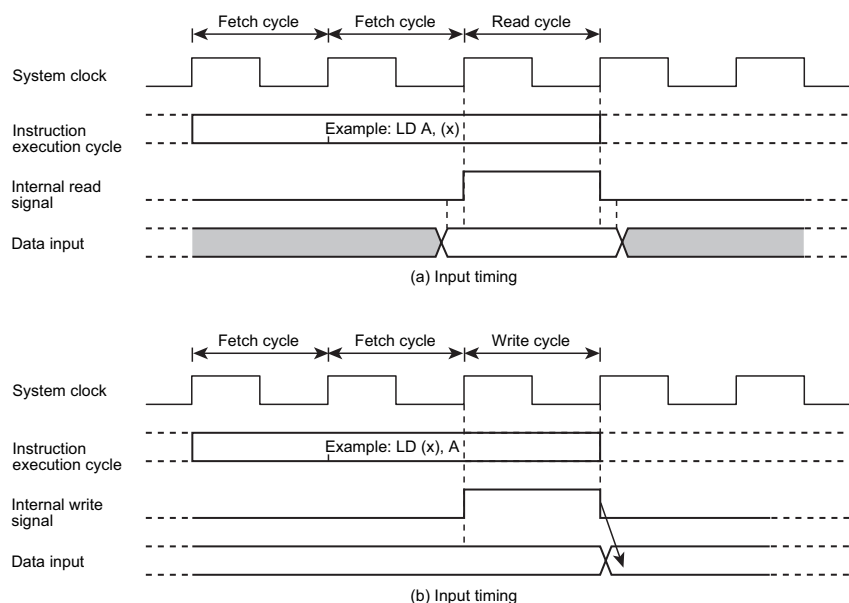 Fetch cycle Fetch cycle Read cycle
System clock
Instruction
execution cycle
Example: LD A, (x)
Internal read
signal
Data input
(a) Input timing
Fetch cycle Fetch cycle Write cycle
System clock
Instruction
execution cycle
Example: LD (x), A
Internal write
signal
Data input
(b) Input timing